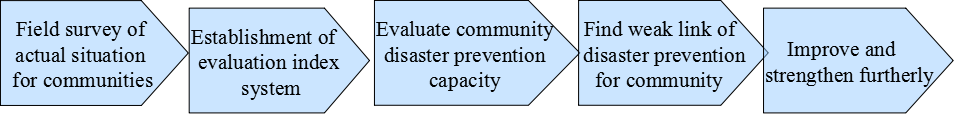 Field survey of
actual situation
for communities
Establishment of
evaluation index
system
Evaluate community
disaster prevention
capacity
Find weak link of
disaster prevention
for community
Improve and
strengthen furtherly